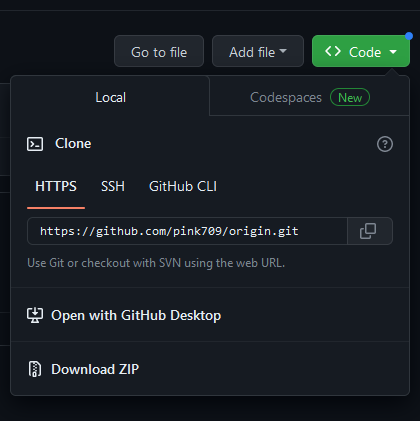 Go to file Add file Code
Local Codespaces New
Clone
HTTPS SSH GitHub CLI
https://github.com/pink709/origin.git
Use Git or checkout with SVN using the web URL.
Open with GitHub Desktop
Download ZIP